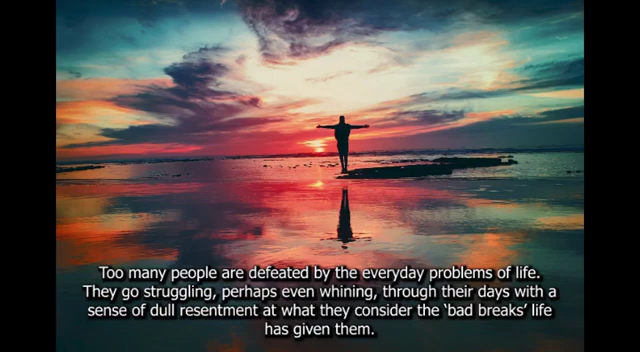 Too many people are defeated by the everyday problems of life.
They go struggling, perhaps even whining, through their days with a
sense of dull resentment at what they consider the ‘bad breaks’ life
has given them.